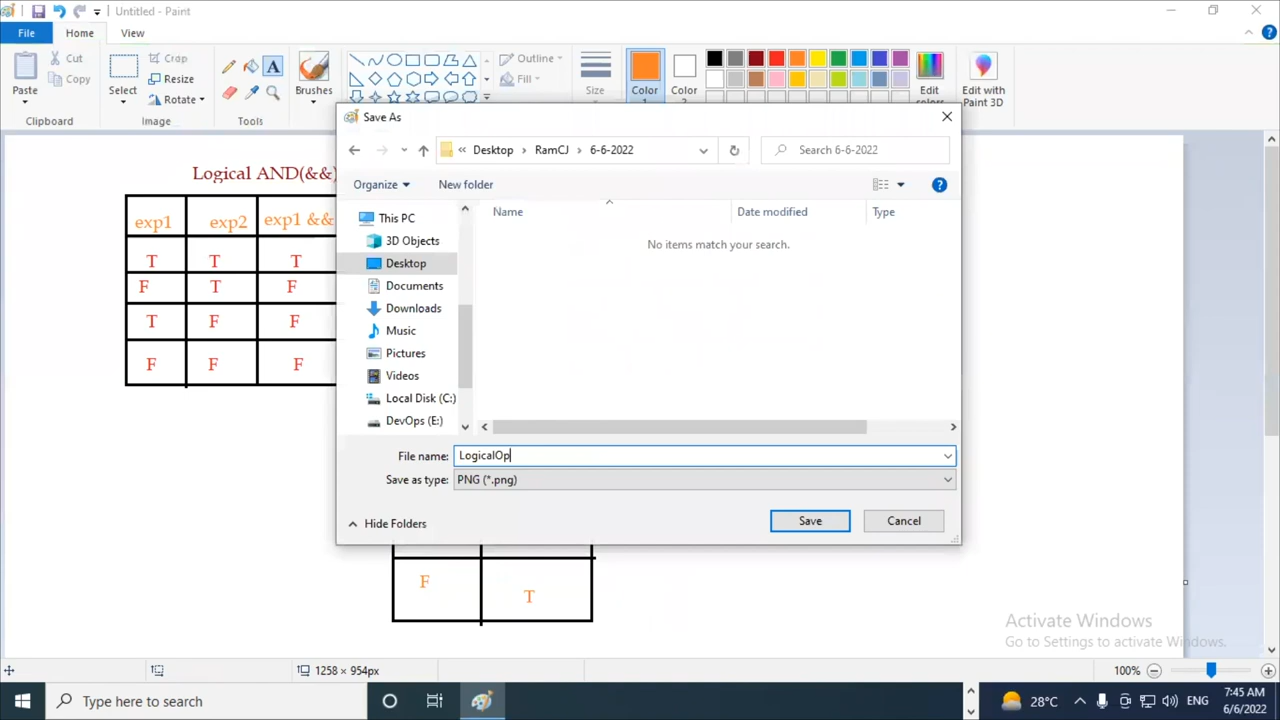 Untitled - Paint
File
Home
View
Paste
Cut
Copy
Clipboard
Select
Crop
Resize
Rotate
Image
A
Tools
Brushes
Outline
Fill
Size
Color
1
Color
2
Edit
colors
Edit with
Paint 3D
Logical AND(&&)
exp1 exp2 exp1 &&
T T T
F T F
T F F
F F F
F
T
Save As
« Desktop › RamCJ › 6-6-2022
Search 6-6-2022
Organize
New folder
Name Date modified Type
No items match your search.
This PC
3D Objects
Desktop
Documents
Downloads
Music
Pictures
Videos
Local Disk (C:)
DevOps (E:)
File name: LogicalOp
Save as type: PNG (*.png)
Hide Folders
Save
Cancel
Activate Windows
Go to Settings to activate Windows.
1258 × 954px
100%
Type here to search
28°C
ENG
7:45 AM
6/6/2022